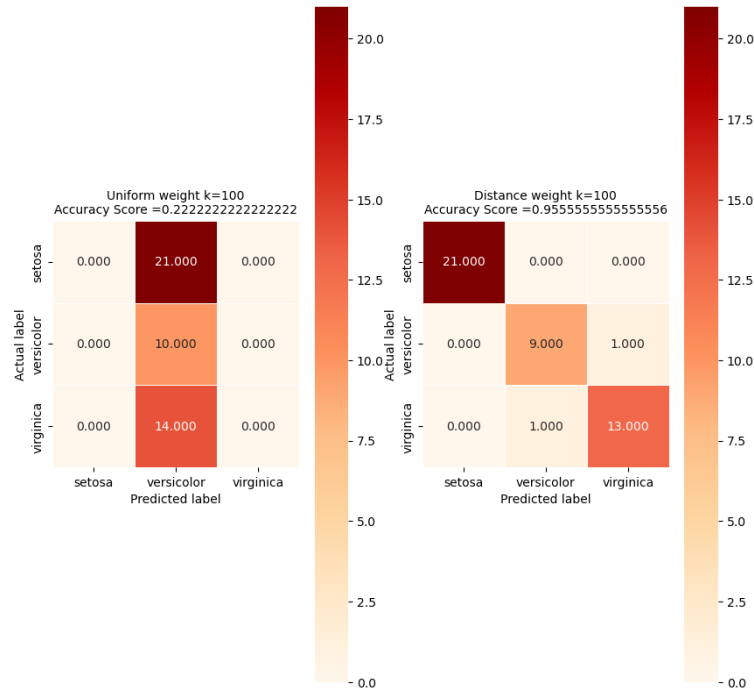 Uniform weight k=100
Accuracy Score =0.2222222222222222
Actual label
setosa
versicolor
virginica
0.000 21.000 0.000
0.000 10.000 0.000
0.000 14.000 0.000
setosa versicolor virginica
Predicted label
20.0
17.5
15.0
12.5
10.0
7.5
5.0
2.5
0.0
Distance weight k=100
Accuracy Score =0.9555555555555556
Actual label
setosa
versicolor
virginica
21.000 0.000 0.000
0.000 9.000 1.000
0.000 1.000 13.000
setosa versicolor virginica
Predicted label
20.0
17.5
15.0
12.5
10.0
7.5
5.0
2.5
0.0